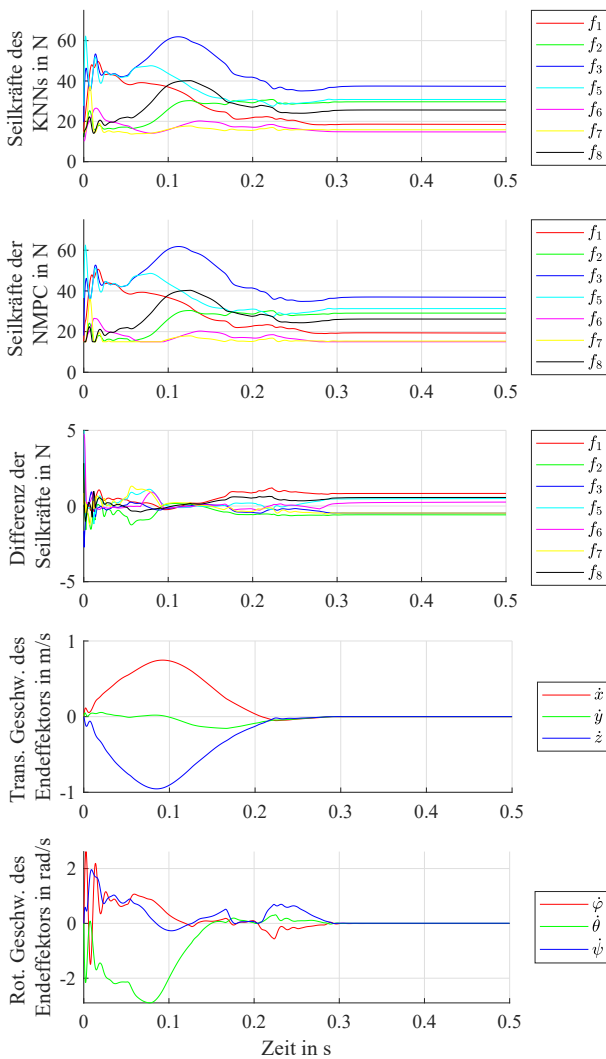 Seilkräfte des
KNNs in N
60
40
20
0
0
0.1
0.2
0.3
0.4
0.5
f₁
f₂
f₃
f₅
f₆
f₇
f₈
Seilkräfte der
NMPC in N
60
40
20
0
0
0.1
0.2
0.3
0.4
0.5
f₁
f₂
f₃
f₅
f₆
f₇
f₈
Differenz der
Seilkräfte in N
5
0
-5
0
0.1
0.2
0.3
0.4
0.5
f₁
f₂
f₃
f₅
f₆
f₇
f₈
Trans. Geschw. des
Endeffektors in m/s
1
0
-1
0
0.1
0.2
0.3
0.4
0.5
ẋ
ẏ
ż
Rot. Geschw. des
Endeffektors in rad/s
2
0
-2
0
0.1
0.2
0.3
0.4
0.5
φ̇
θ̇
ψ̇
Zeit in s